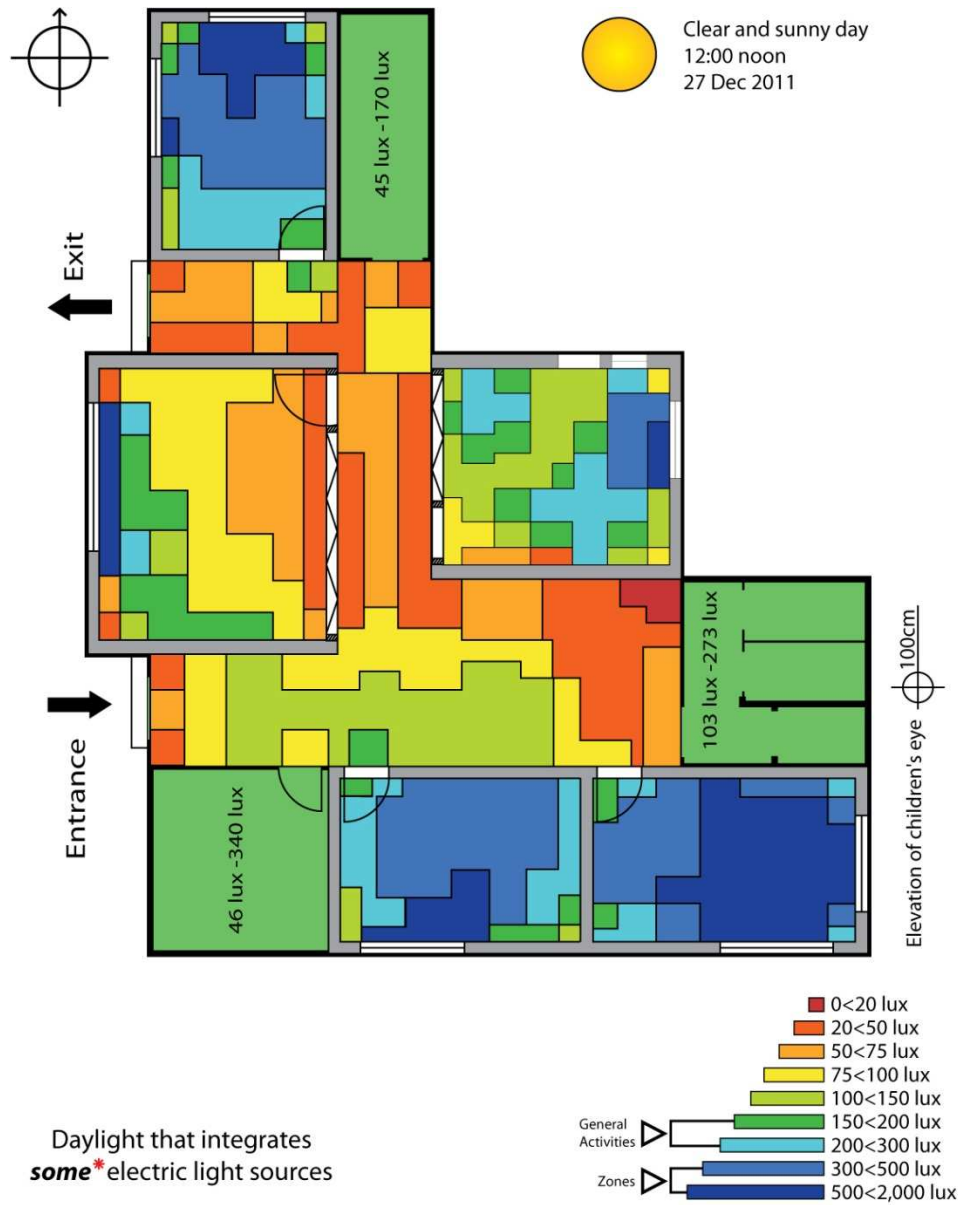 Clear and sunny day
12:00 noon
27 Dec 2011
45 lux -170 lux
Exit
103 lux -273 lux
100cm
Elevation of children's eye
Entrance
46 lux -340 lux
0<20 lux
20<50 lux
50<75 lux
75<100 lux
100<150 lux
General
Activities
150<200 lux
200<300 lux
Zones
300<500 lux
500<2,000 lux
Daylight that integrates
some* electric light sources